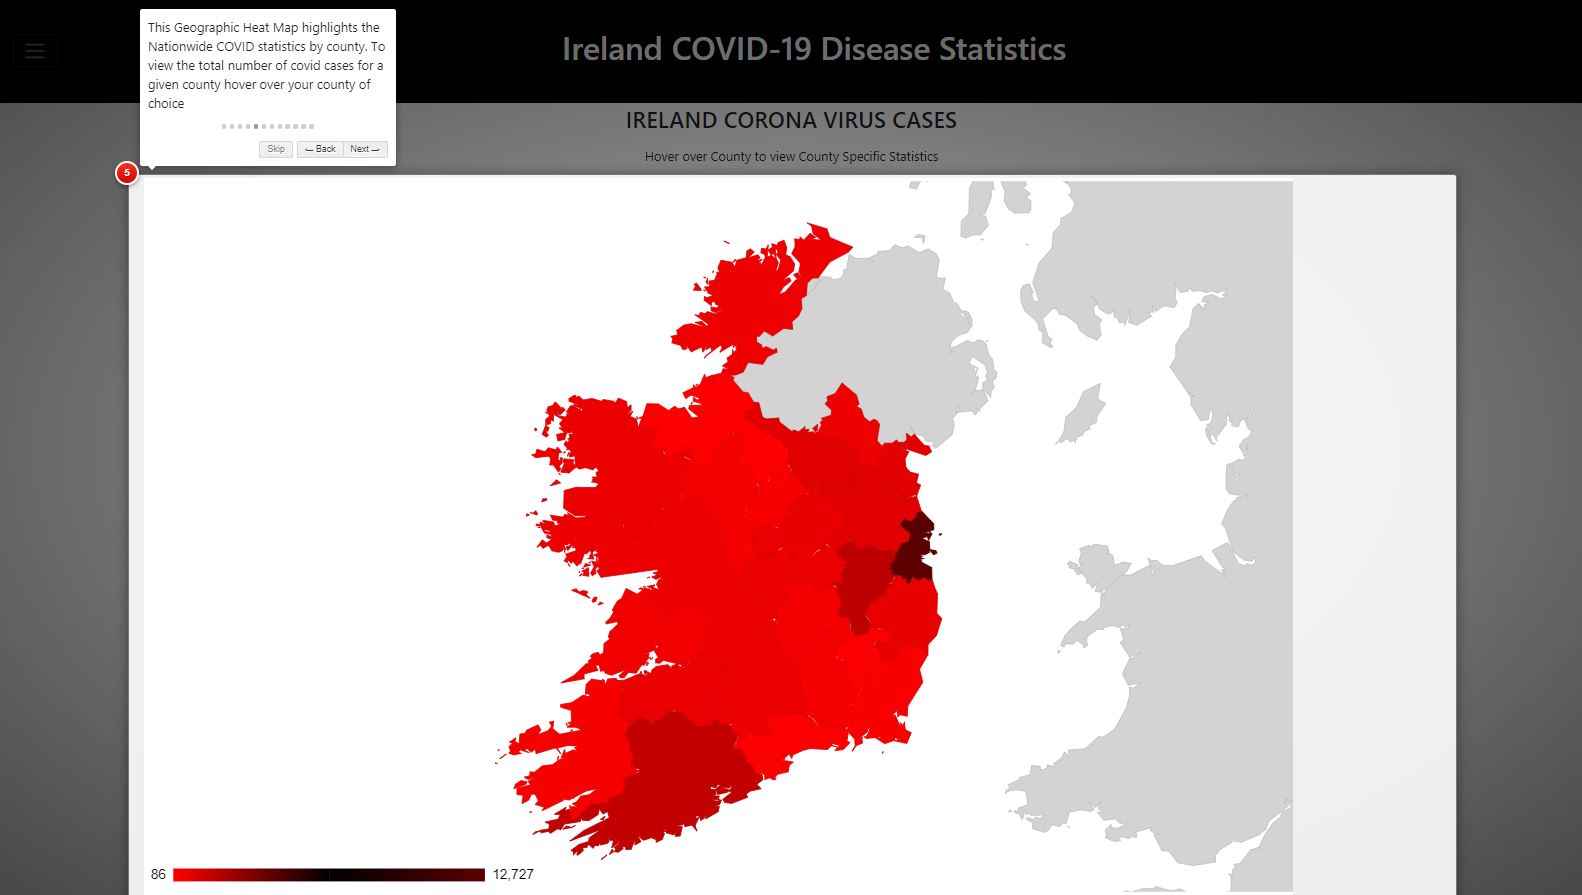 This Geographic Heat Map highlights the
Nationwide COVID statistics by county. To
view the total number of covid cases for a
given county hover over your county of
choice
Skip
← Back
Next →
Ireland COVID-19 Disease Statistics
IRELAND CORONA VIRUS CASES
Hover over County to view County Specific Statistics
5
86
12,727